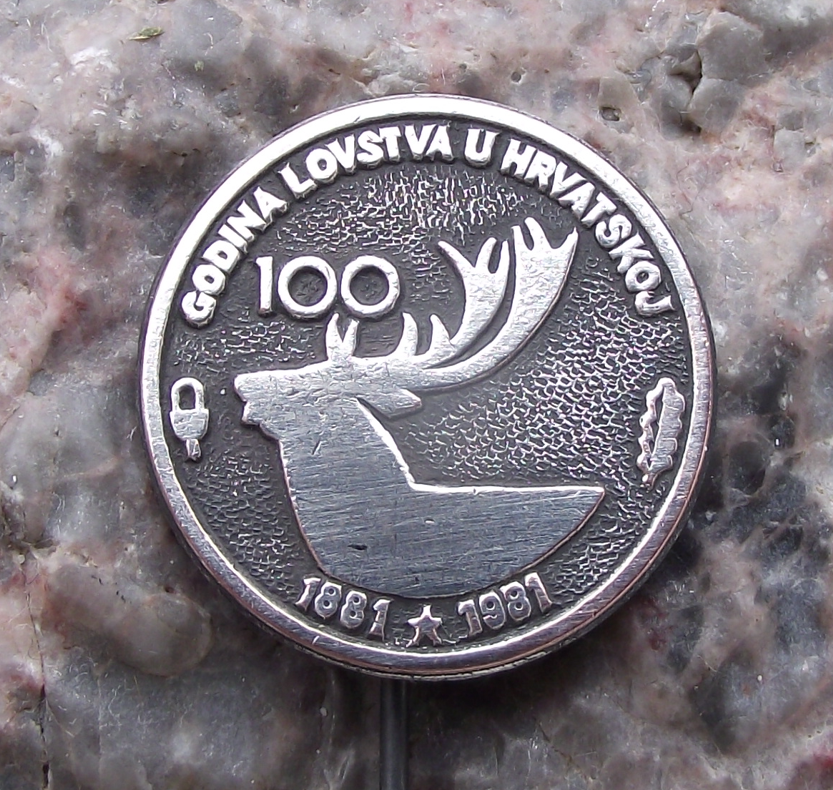 GODINA LOVSTVA U HRVATSKOJ
100
1881 ★ 1981